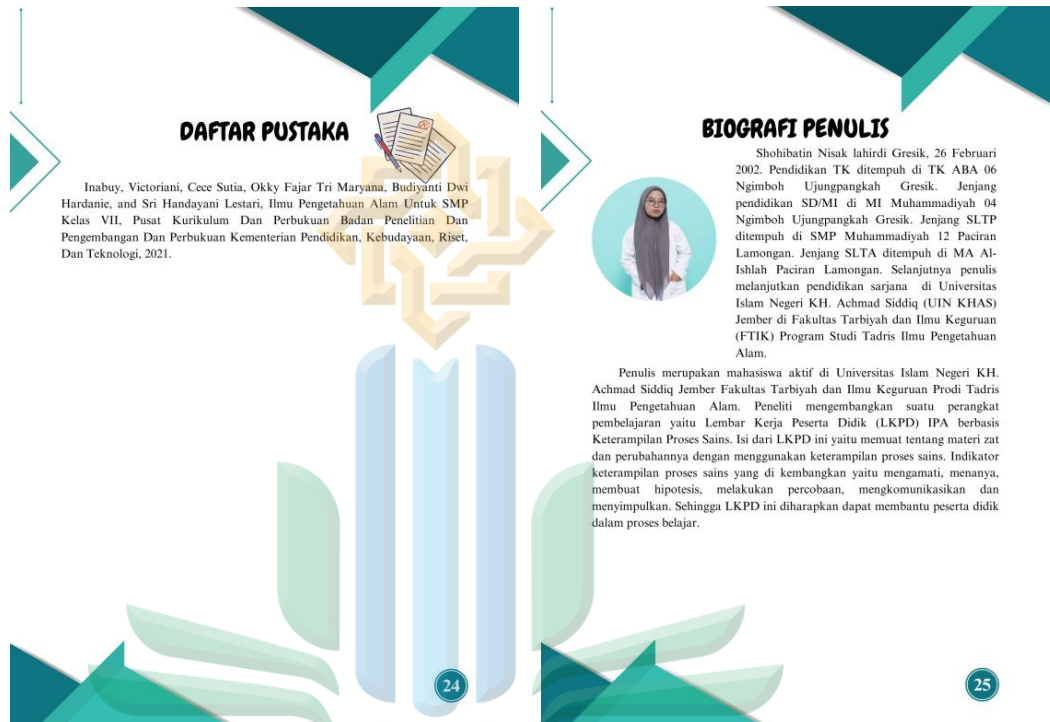 DAFTAR PUSTAKA
Inabuy, Victoriani, Cece Sutia, Okky Fajar Tri Maryana, Budiyanti Dwi
Hardanie, and Sri Handayani Lestari, Ilmu Pengetahuan Alam Untuk SMP
Kelas VII, Pusat Kurikulum Dan Perbukuan Badan Penelitian Dan
Pengembangan Dan Perbukuan Kementerian Pendidikan, Kebudayaan, Riset,
Dan Teknologi, 2021.
24
BIOGRAFI PENULIS
Shohibatin Nisak lahirdi Gresik, 26 Februari
2002. Pendidikan TK ditempuh di TK ABA 06
Ngimboh Ujungpangkah Gresik. Jenjang
pendidikan SD/MI di MI Muhammadiyah 04
Ngimboh Ujungpangkah Gresik. Jenjang SLTP
ditempuh di SMP Muhammadiyah 12 Paciran
Lamongan. Jenjang SLTA ditempuh di MA Al-
Ishlah Paciran Lamongan. Selanjutnya penulis
melanjutkan pendidikan sarjana di Universitas
Islam Negeri KH. Achmad Siddiq (UIN KHAS)
Jember di Fakultas Tarbiyah dan Ilmu Keguruan
(FTIK) Program Studi Tadris Ilmu Pengetahuan
Alam.
Penulis merupakan mahasiswa aktif di Universitas Islam Negeri KH.
Achmad Siddiq Jember Fakultas Tarbiyah dan Ilmu Keguruan Prodi Tadris
Ilmu Pengetahuan Alam. Peneliti mengembangkan suatu perangkat
pembelajaran yaitu Lembar Kerja Peserta Didik (LKPD) IPA berbasis
Keterampilan Proses Sains. Isi dari LKPD ini yaitu memuat tentang materi zat
dan perubahannya dengan menggunakan keterampilan proses sains. Indikator
keterampilan proses sains yang di kembangkan yaitu mengamati, menanya,
membuat hipotesis, melakukan percobaan, mengkomunikasikan dan
menyimpulkan. Sehingga LKPD ini diharapkan dapat membantu peserta didik
dalam proses belajar.
25